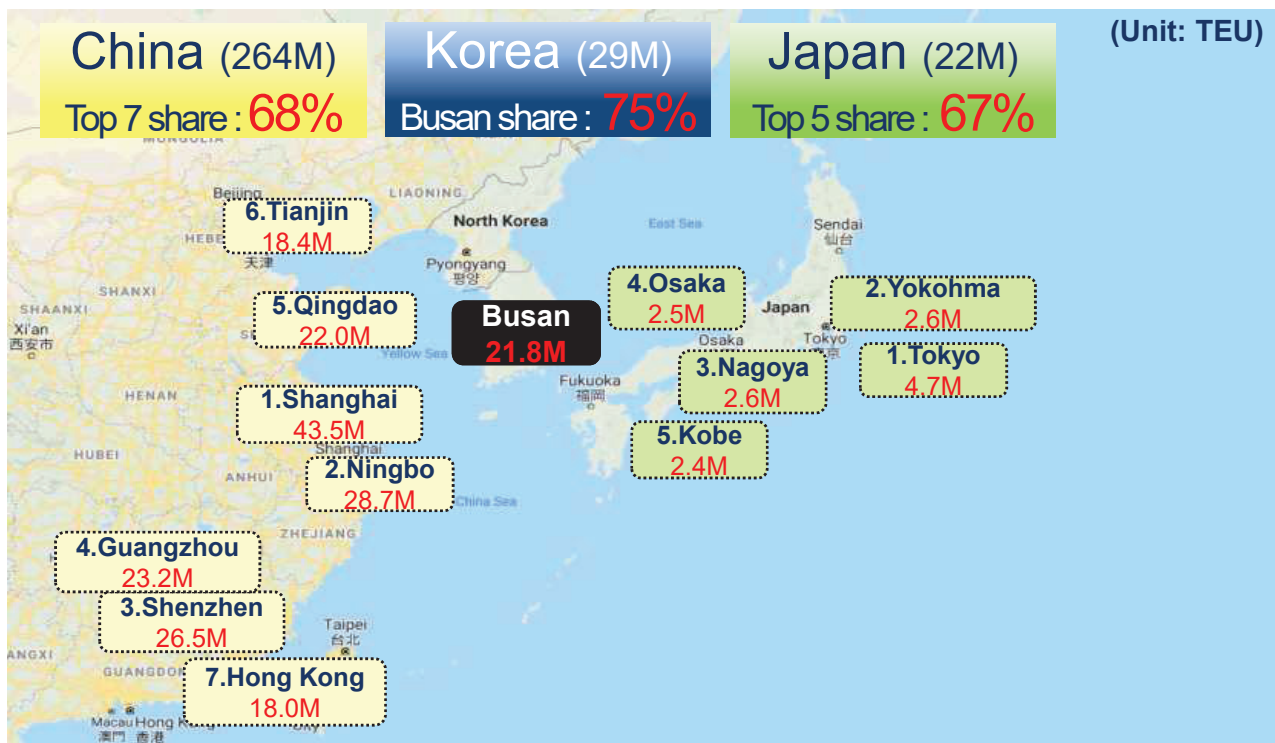 (Unit: TEU)
China (264M)
Top 7 share : 68%
Korea (29M)
Busan share : 75%
Japan (22M)
Top 5 share : 67%
MONGOLIA
Beijing
LIAONING
6.Tianjin
18.4M
HEBE
天津
North Korea
East Sea
Sendai
仙台
Pyongyang
평양
SHANXI
SHAANXI
Xi'an
西安市
5.Qingdao
22.0M
Yellow Sea
Busan
21.8M
4.Osaka
2.5M
Osaka
Japan
2.Yokohma
2.6M
Tokyo
東京
1.Tokyo
4.7M
3.Nagoya
2.6M
Fukuoka
福岡
5.Kobe
2.4M
HENAN
1.Shanghai
43.5M
Shanghai
HUBEI
ANHUI
2.Ningbo
28.7M
China Sea
ZHEJIANG
4.Guangzhou
23.2M
3.Shenzhen
26.5M
Taipei
台北
ANGXI
GUANGDON
7.Hong Kong
18.0M
Macau
澳門
Hong K
香港
City